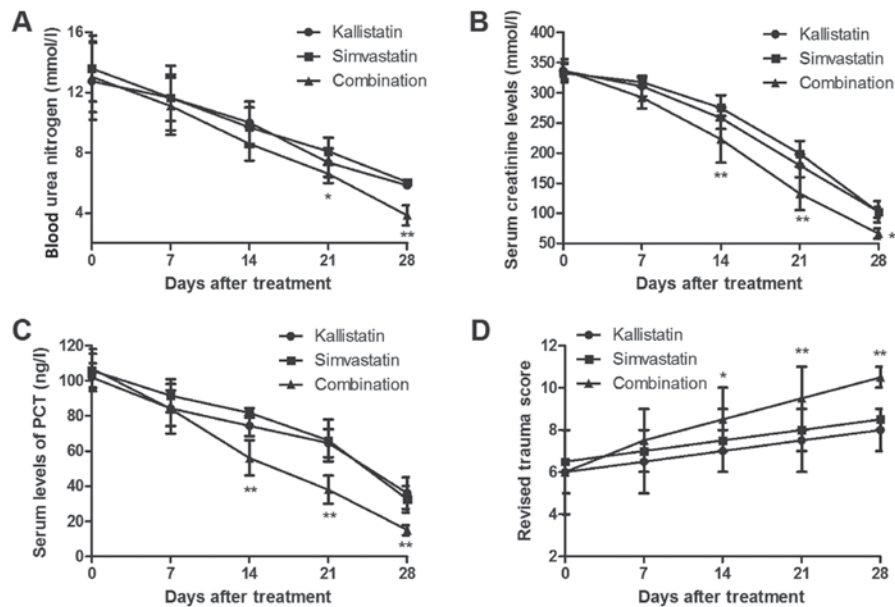 A
Blood urea nitrogen (mmol/l)
16
12
8
4
Kallistatin
Simvastatin
Combination
*
**
0 7 14 21 28
Days after treatment
B
Serum creatinine levels (mmol/l)
400
350
300
250
200
150
100
50
Kallistatin
Simvastatin
Combination
**
**
*
0 7 14 21 28
Days after treatment
C
Serum levels of PCT (ng/l)
120
100
80
60
40
20
0
Kallistatin
Simvastatin
Combination
**
**
**
0 7 14 21 28
Days after treatment
D
Revised trauma score
12
10
8
6
4
2
Kallistatin
Simvastatin
Combination
* ** **
0 7 14 21 28
Days after treatment